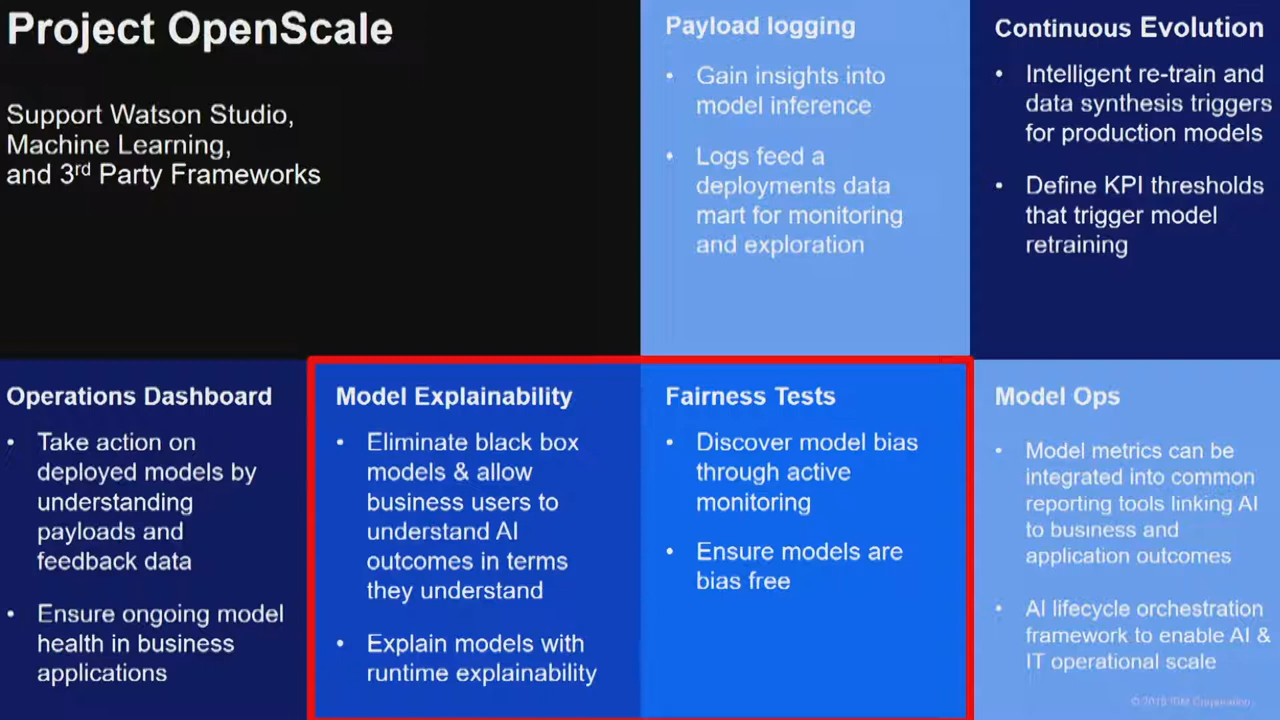 Project OpenScale
Support Watson Studio,
Machine Learning,
and 3rd Party Frameworks
Payload logging
• Gain insights into
model inference
• Logs feed a
deployments data
mart for monitoring
and exploration
Continuous Evolution
• Intelligent re-train and
data synthesis triggers
for production models
• Define KPI thresholds
that trigger model
retraining
Operations Dashboard
• Take action on
deployed models by
understanding
payloads and
feedback data
• Ensure ongoing model
health in business
applications
Model Explainability
• Eliminate black box
models & allow
business users to
understand AI
outcomes in terms
they understand
• Explain models with
runtime explainability
Fairness Tests
• Discover model bias
through active
monitoring
• Ensure models are
bias free
Model Ops
• Model metrics can be
integrated into common
reporting tools linking AI
to business and
application outcomes
• AI lifecycle orchestration
framework to enable AI &
IT operational scale
© IBM Corporation